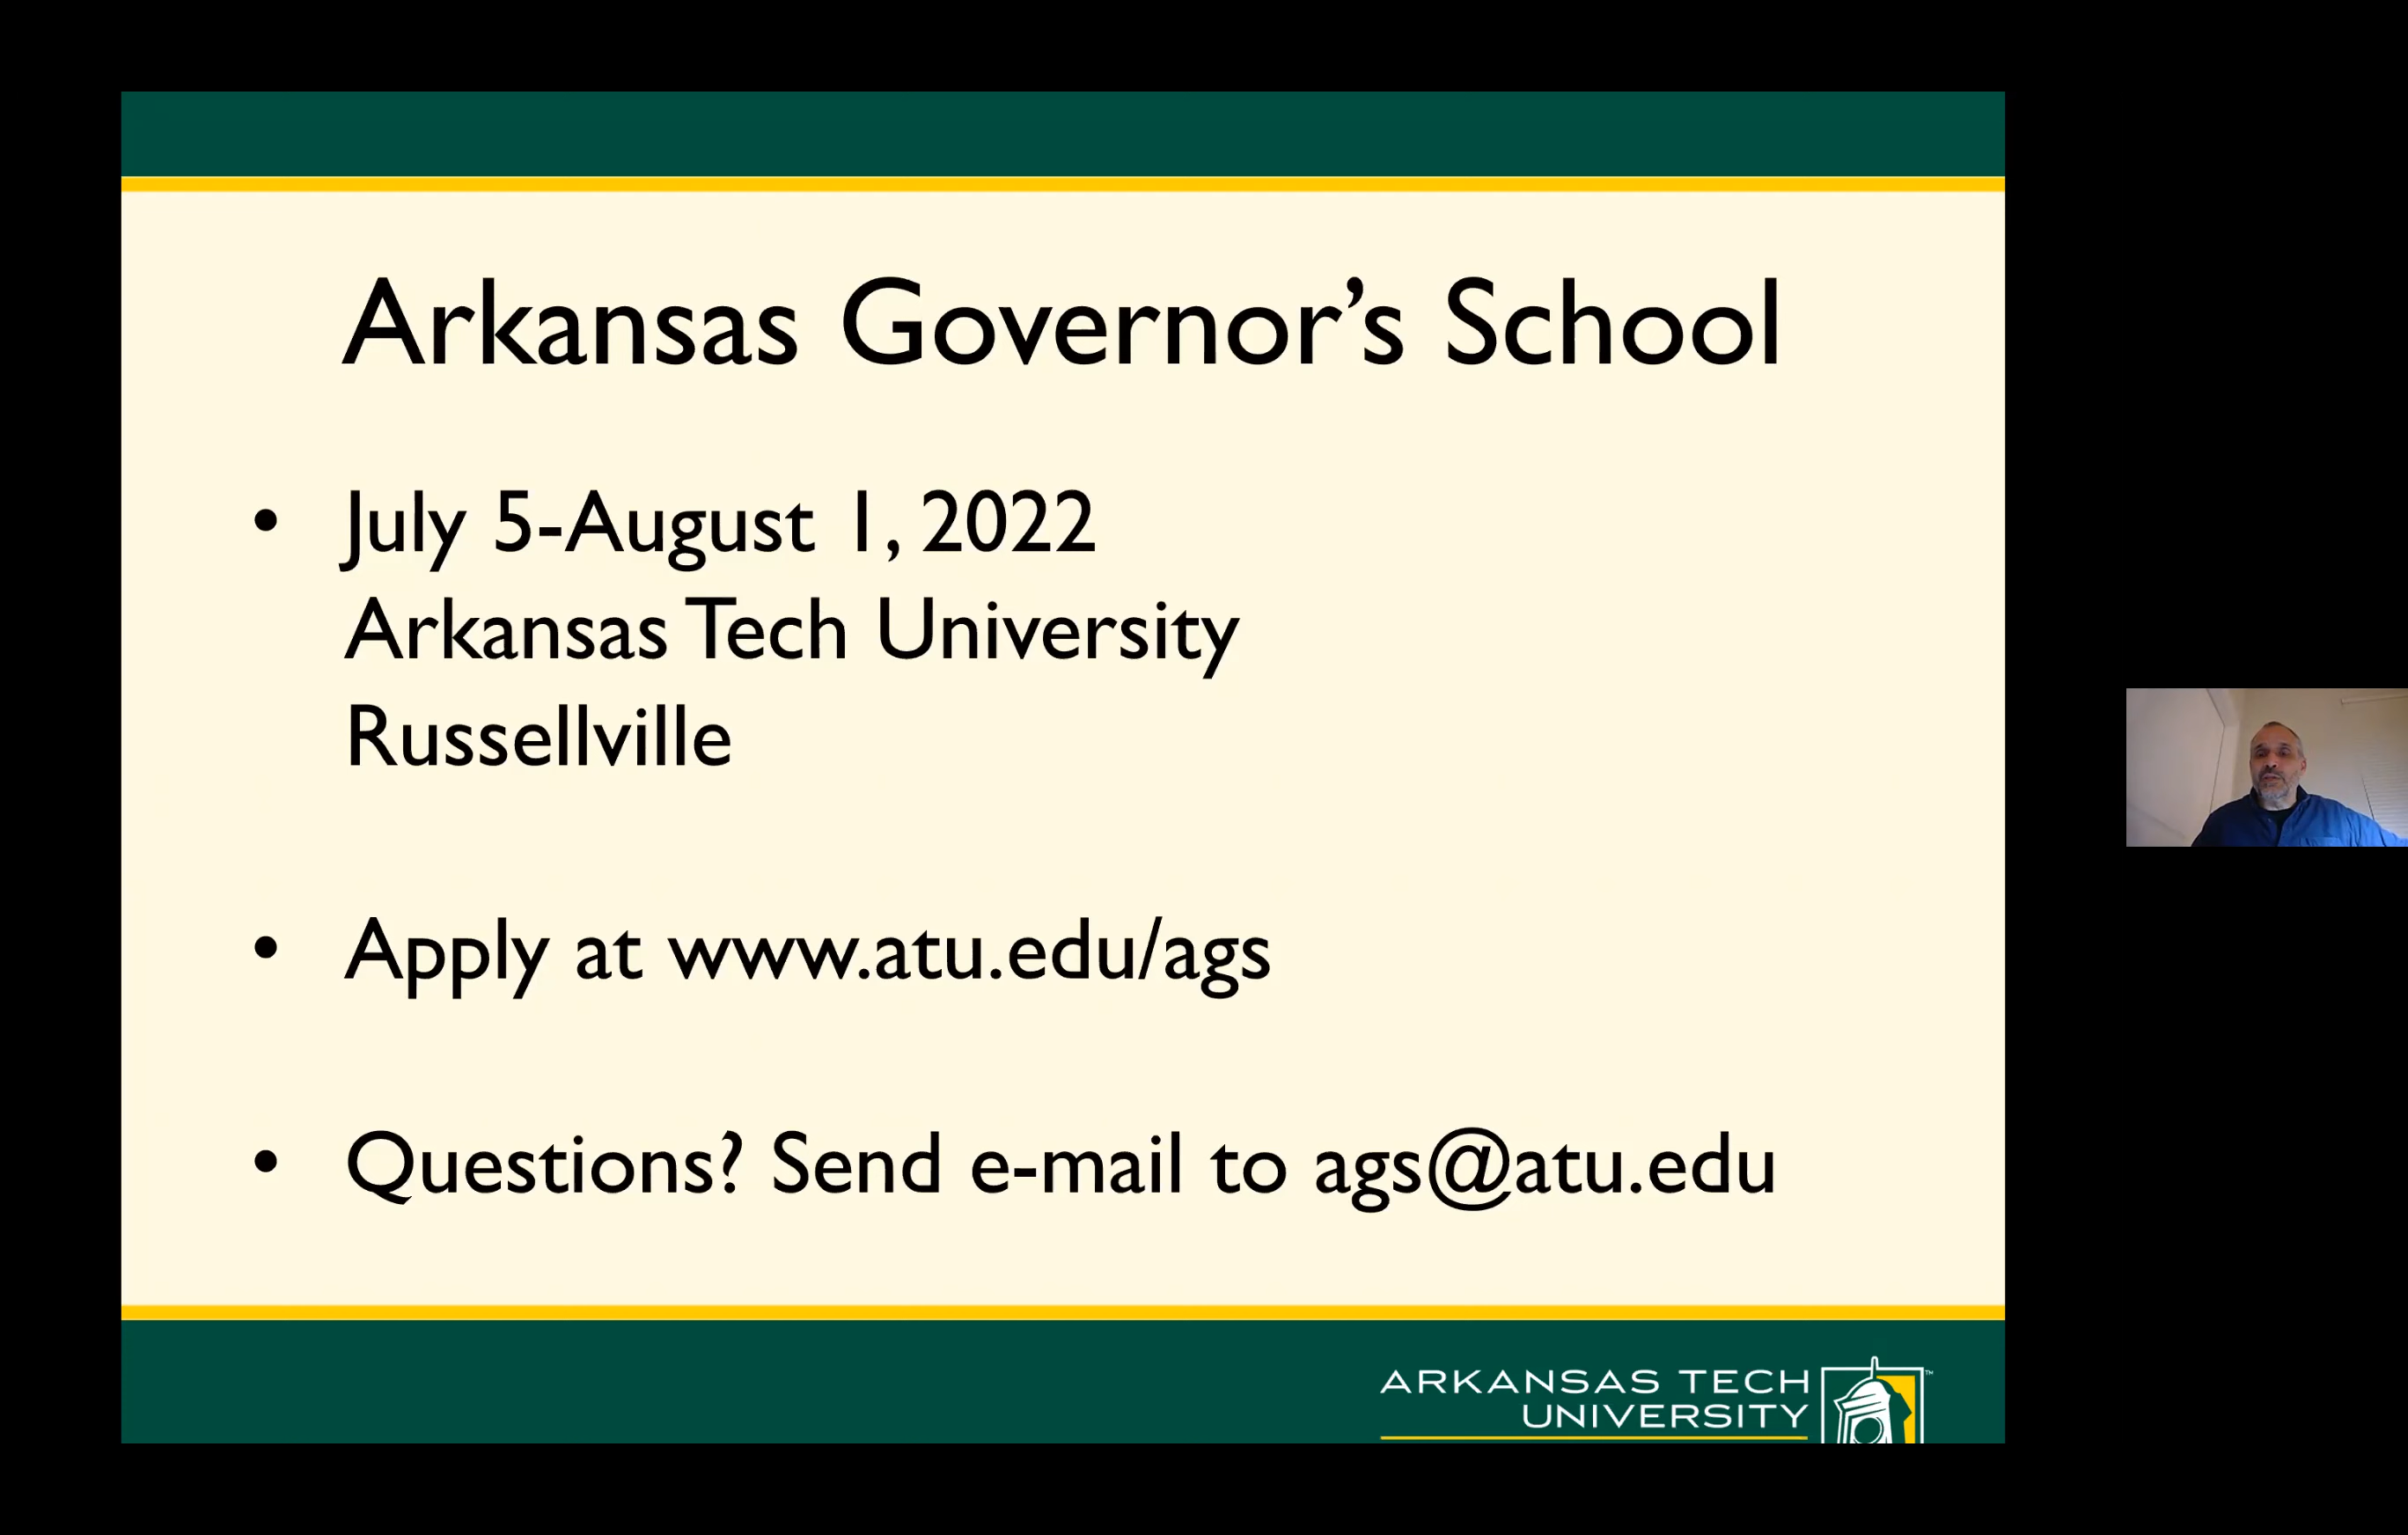 Arkansas Governor’s School
• July 5-August 1, 2022
Arkansas Tech University
Russellville
• Apply at www.atu.edu/ags
• Questions? Send e-mail to ags@atu.edu
ARKANSAS TECH
UNIVERSITY
™